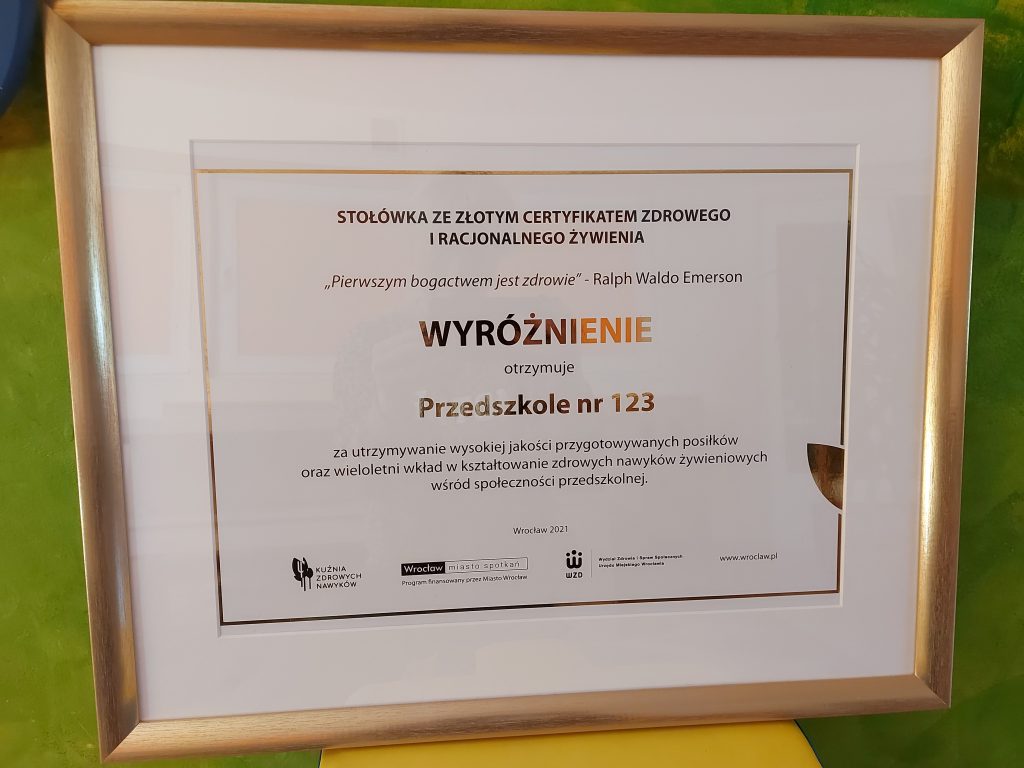 STOŁÓWKA ZE ZŁOTYM CERTYFIKATEM ZDROWEGO
I RACJONALNEGO ŻYWIENIA
„Pierwszym bogactwem jest zdrowie” - Ralph Waldo Emerson
WYRÓŻNIENIE
otrzymuje
Przedszkole nr 123
za utrzymywanie wysokiej jakości przygotowywanych posiłków
oraz wieloletni wkład w kształtowanie zdrowych nawyków żywieniowych
wśród społeczności przedszkolnej.
Wrocław 2021
KUŹNIA
ZDROWYCH
NAWYKÓW
Wrocław miasto spotkań
Program finansowany przez Miasto Wrocław
WZD
Wydział Zdrowia i Spraw Społecznych
Urzędu Miejskiego Wrocławia
www.wroclaw.pl